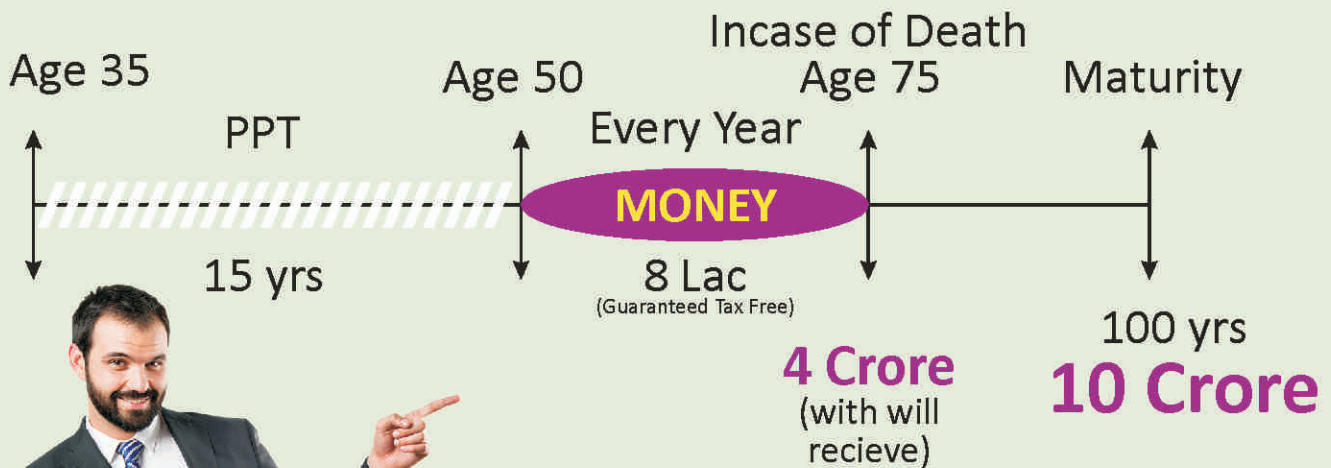 Age 35
PPT
15 yrs
Age 50
Every Year
MONEY
8 Lac
(Guaranteed Tax Free)
Incase of Death
Age 75
4 Crore
(with will
recieve)
Maturity
100 yrs
10 Crore